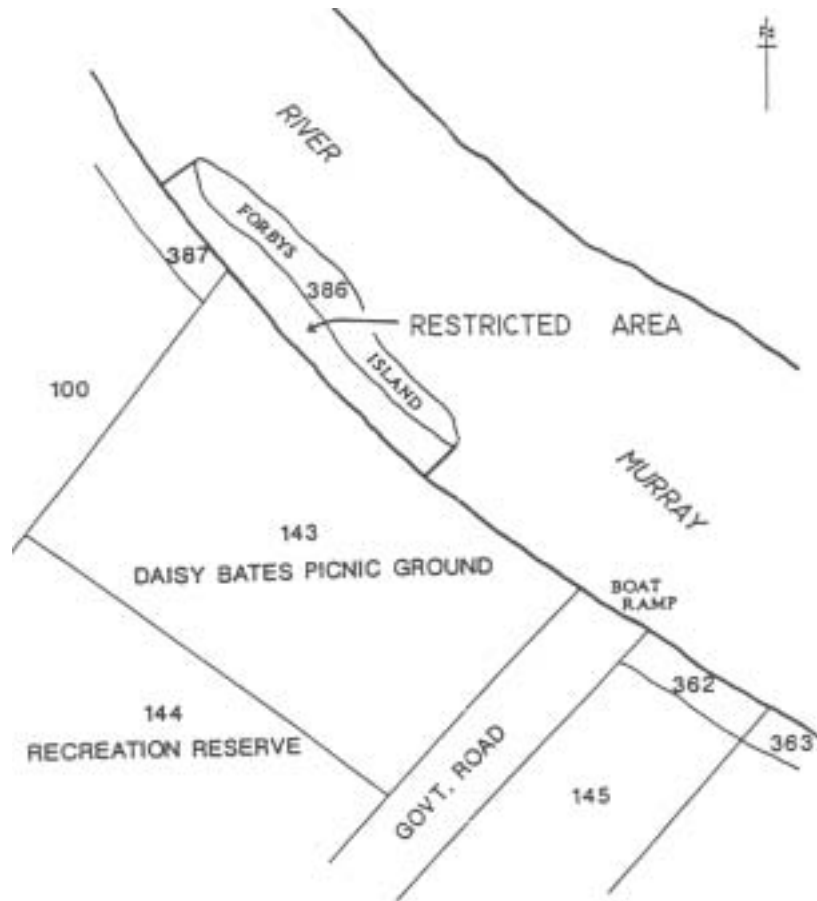 N
RIVER
FORBYS
387
386
RESTRICTED AREA
ISLAND
100
MURRAY
143
DAISY BATES PICNIC GROUND
BOAT
RAMP
362
144
RECREATION RESERVE
363
GOVT. ROAD
145